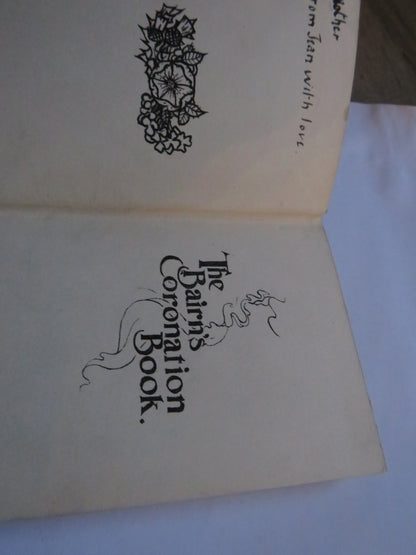 from Jean with love.
The
Bairn's
Coronation
Book.